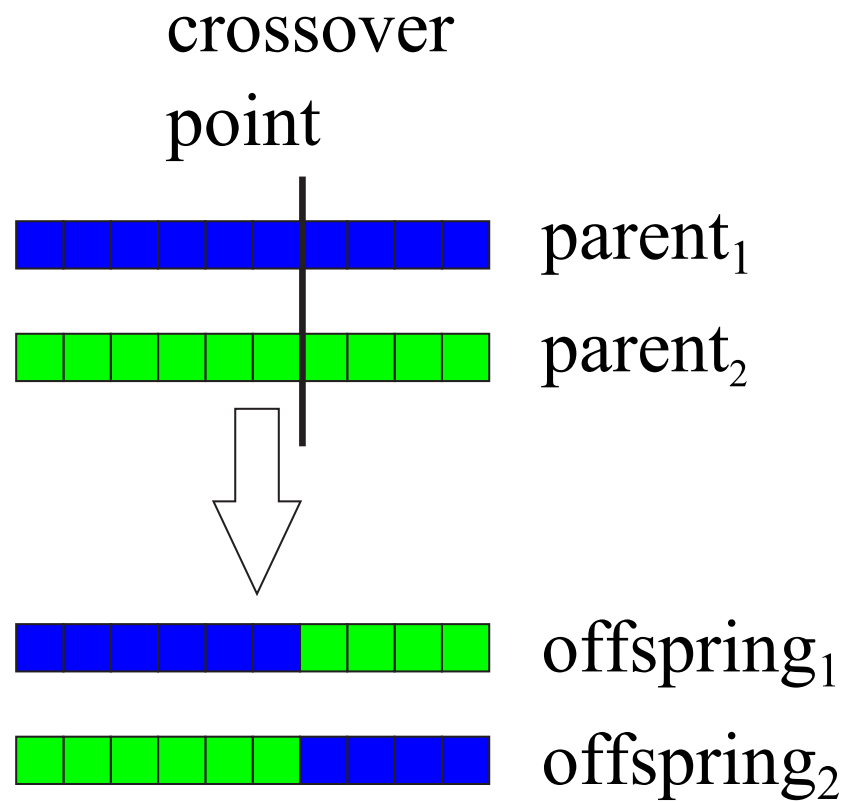 crossover
point
parent₁
parent₂
offspring₁
offspring₂